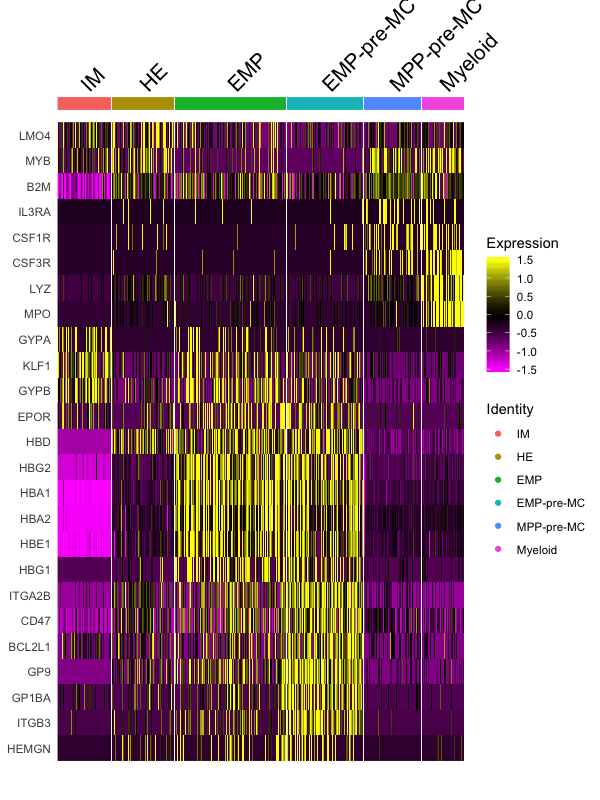 IM HE EMP EMP-pre-MC MPP-pre-MC Myeloid
LMO4
MYB
B2M
IL3RA
CSF1R
CSF3R
LYZ
MPO
GYPA
KLF1
GYPB
EPOR
HBD
HBG2
HBA1
HBA2
HBE1
HBG1
ITGA2B
CD47
BCL2L1
GP9
GP1BA
ITGB3
HEMGN
Expression
1.5
1.0
0.5
0.0
-0.5
-1.0
-1.5
Identity
IM
HE
EMP
EMP-pre-MC
MPP-pre-MC
Myeloid